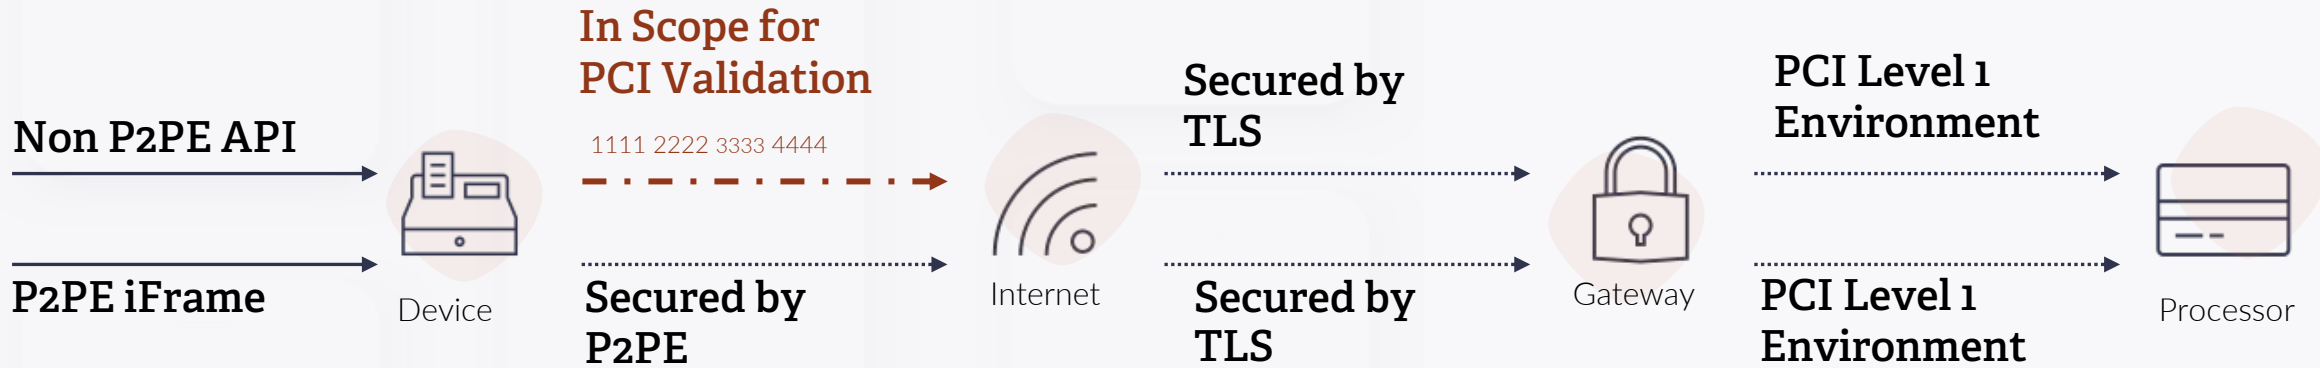 In Scope for
PCI Validation
Non P2PE API
1111 2222 3333 4444
Secured by
TLS
PCI Level 1
Environment
P2PE iFrame
Device
Secured by
P2PE
Internet
Secured by
TLS
Gateway
PCI Level 1
Environment
Processor